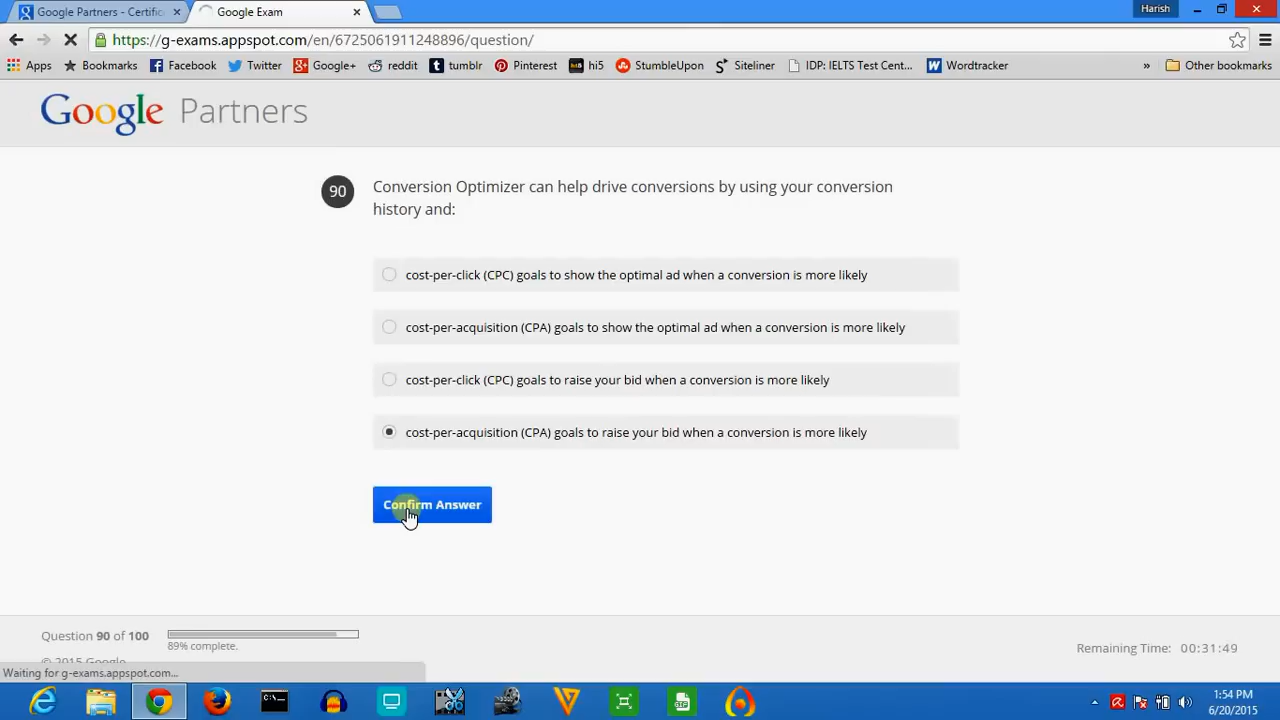 Google Partners - Certific
Google Exam
Harish
https://g-exams.appspot.com/en/6725061911248896/question/
Apps
Bookmarks
Facebook
Twitter
Google+
reddit
tumblr
Pinterest
hi5
StumbleUpon
Siteliner
IDP: IELTS Test Cent...
Wordtracker
»
Other bookmarks
Google Partners
90
Conversion Optimizer can help drive conversions by using your conversion
history and:
cost-per-click (CPC) goals to show the optimal ad when a conversion is more likely
cost-per-acquisition (CPA) goals to show the optimal ad when a conversion is more likely
cost-per-click (CPC) goals to raise your bid when a conversion is more likely
cost-per-acquisition (CPA) goals to raise your bid when a conversion is more likely
Confirm Answer
Question 90 of 100
89% complete.
Remaining Time: 00:31:49
© 2015 Google
Waiting for g-exams.appspot.com...
1:54 PM
6/20/2015